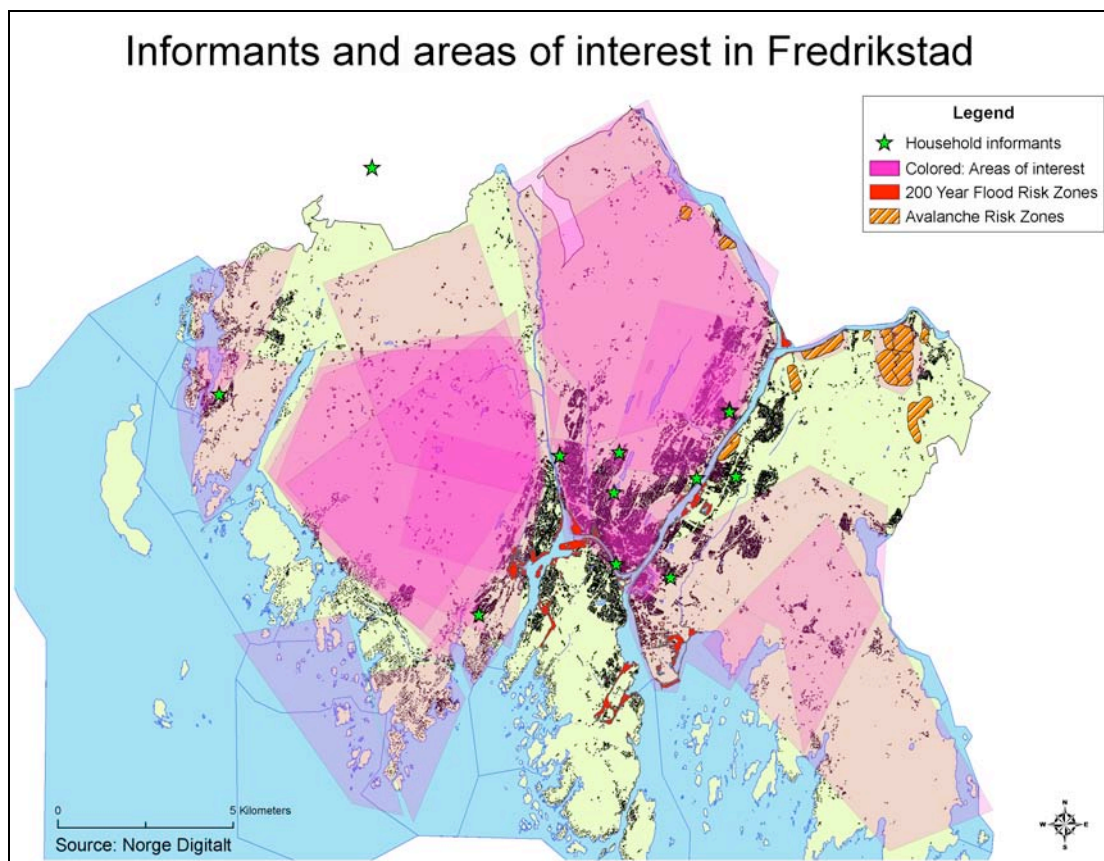 Informants and areas of interest in Fredrikstad
Legend
Household informants
Colored: Areas of interest
200 Year Flood Risk Zones
Avalanche Risk Zones
0 5 Kilometers
Source: Norge Digitalt
N
W E
S